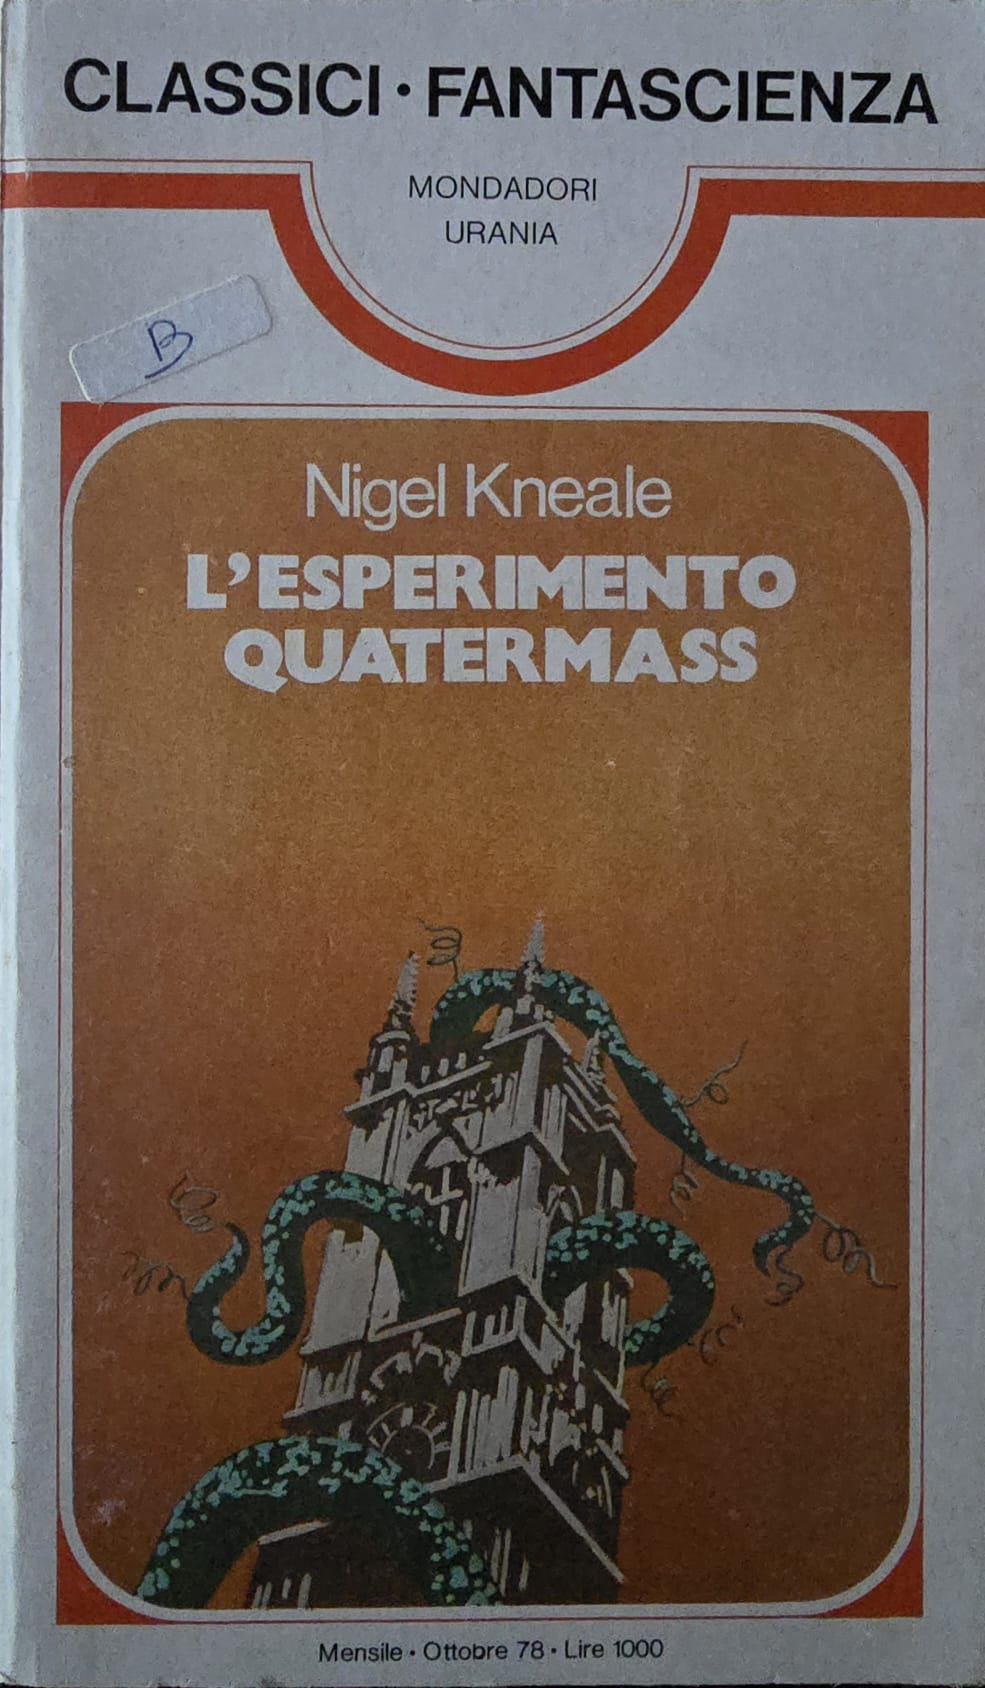 CLASSICI • FANTASCIENZA
MONDADORI
URANIA
B
Nigel Kneale
L'ESPERIMENTO
QUATERMASS
Mensile • Ottobre 78 • Lire 1000